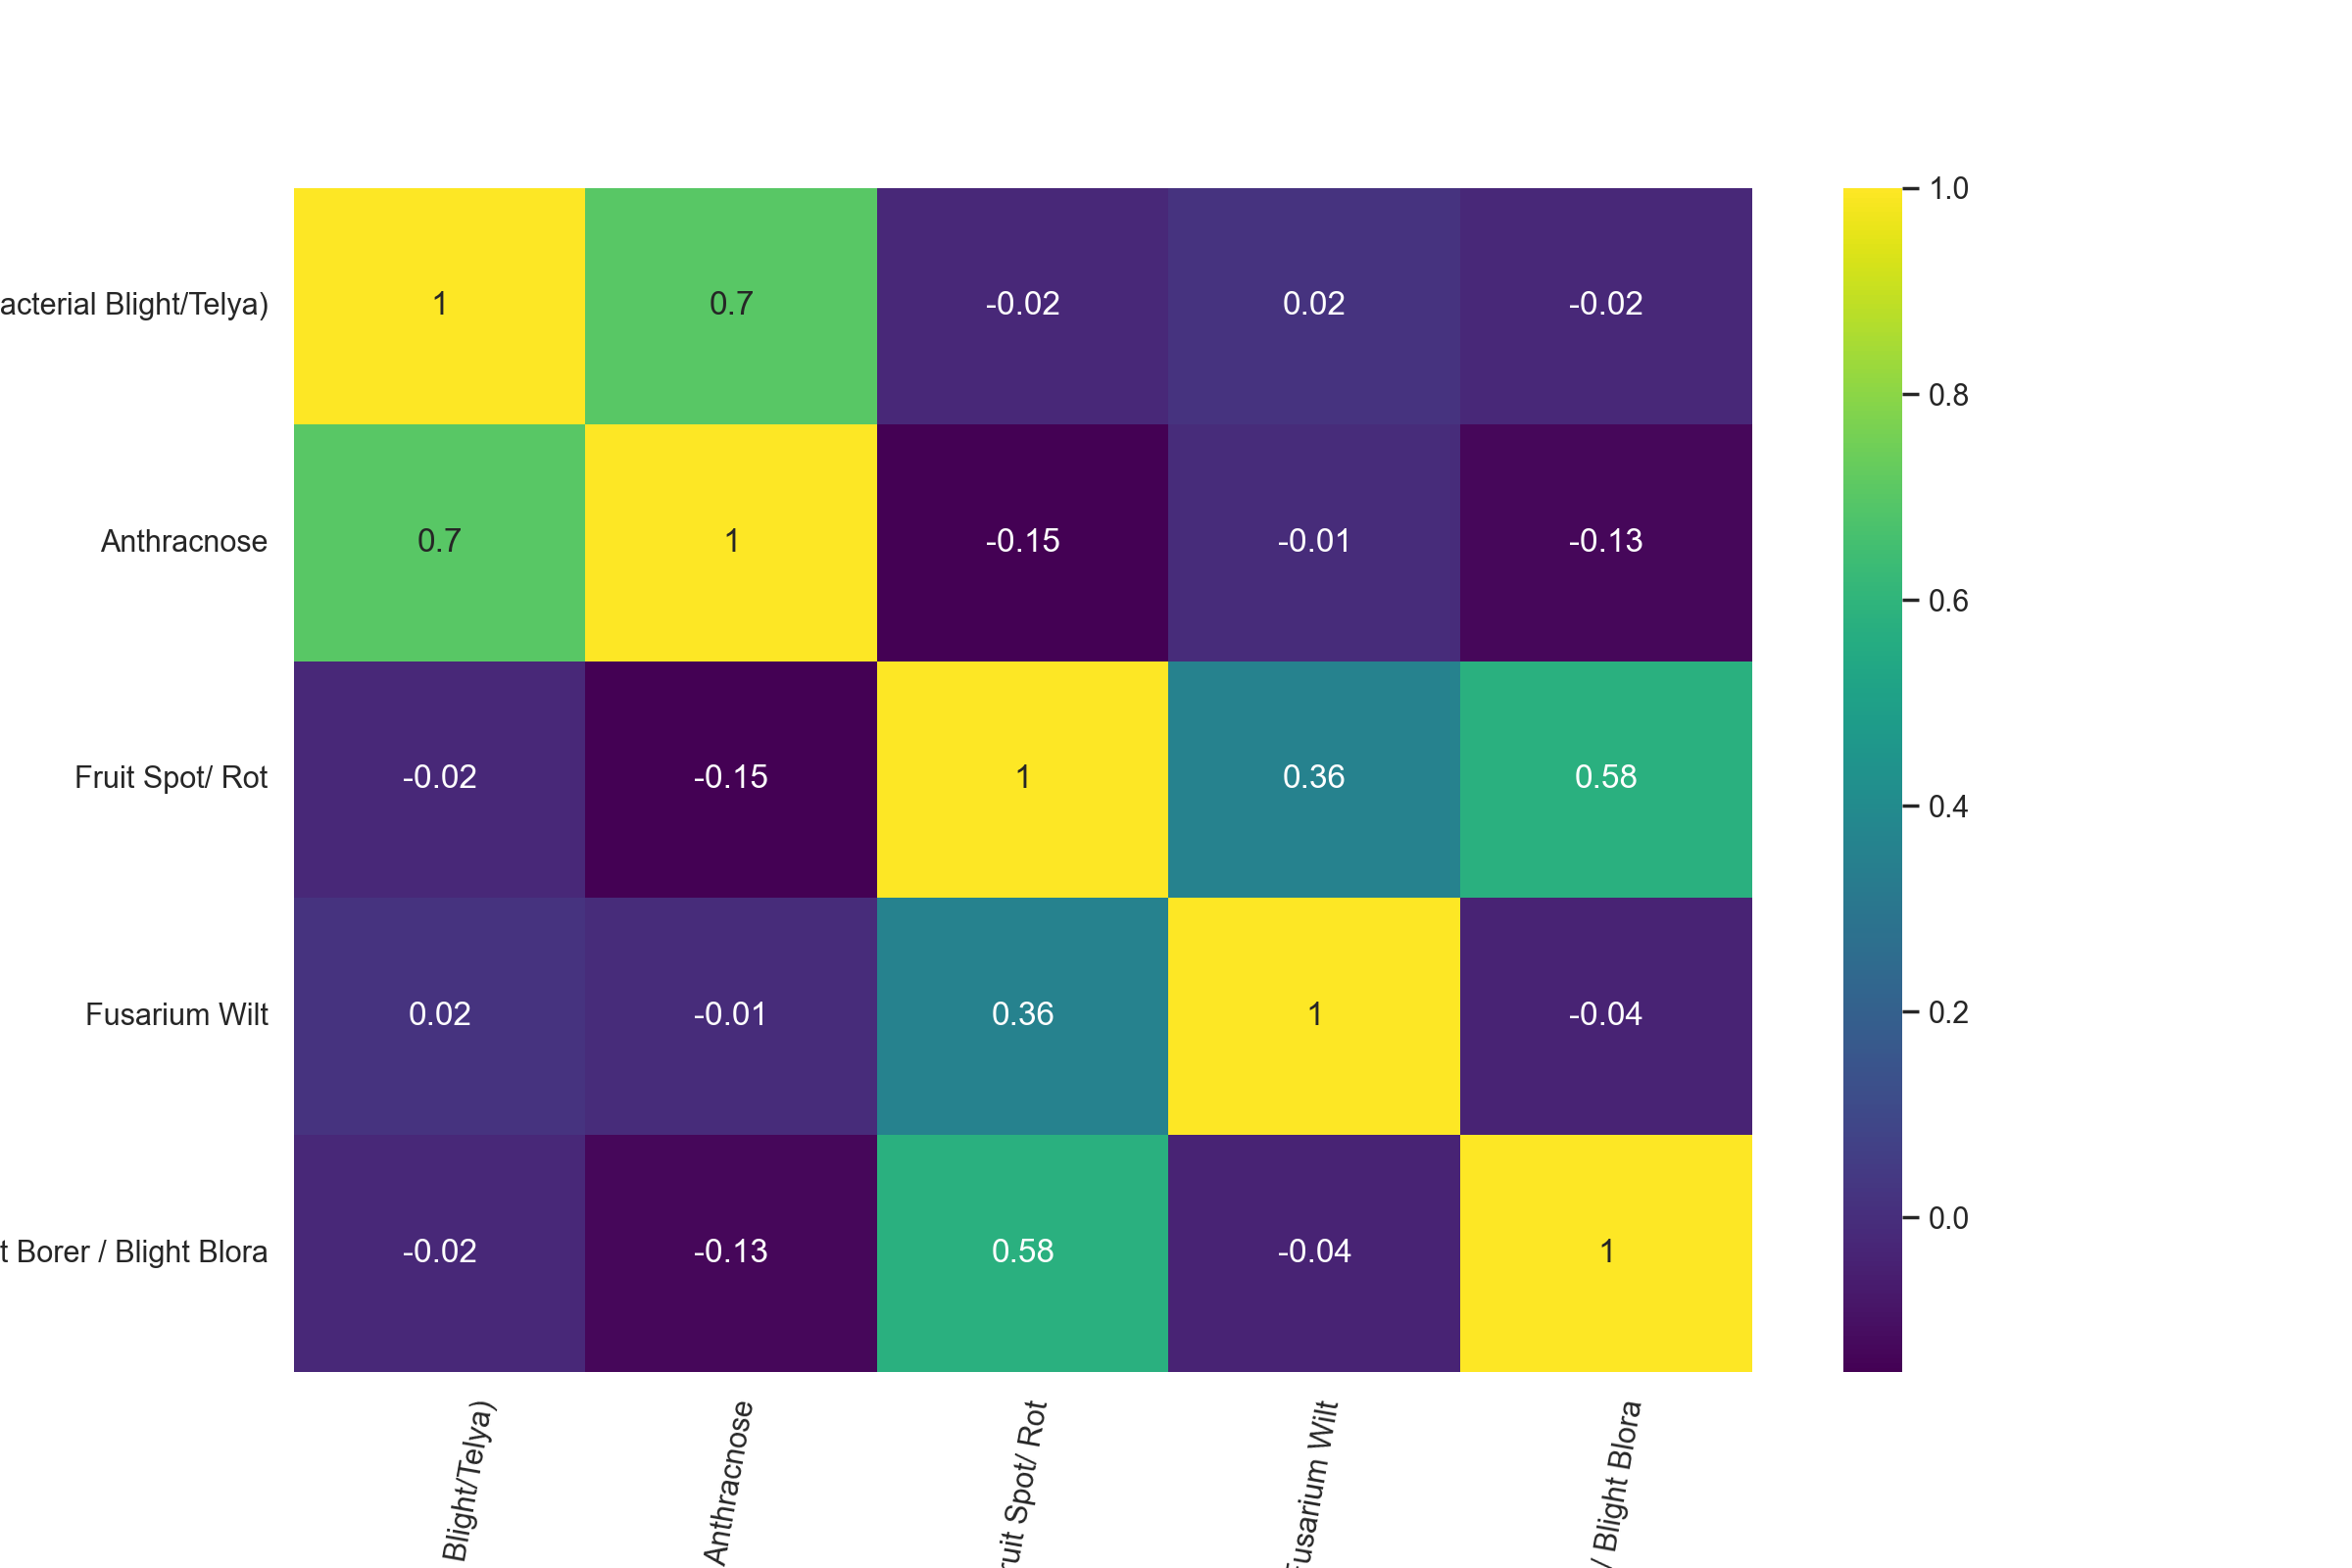 1.0
acterial Blight/Telya) 1 0.7 -0.02 0.02 -0.02
0.8
Anthracnose 0.7 1 -0.15 -0.01 -0.13
0.6
Fruit Spot/ Rot -0.02 -0.15 1 0.36 0.58
0.4
Fusarium Wilt 0.02 -0.01 0.36 1 -0.04
0.2
0.0
t Borer / Blight Blora -0.02 -0.13 0.58 -0.04 1
Blight/Telya)
Anthracnose
ruit Spot/ Rot
Fusarium Wilt
/ Blight Blora